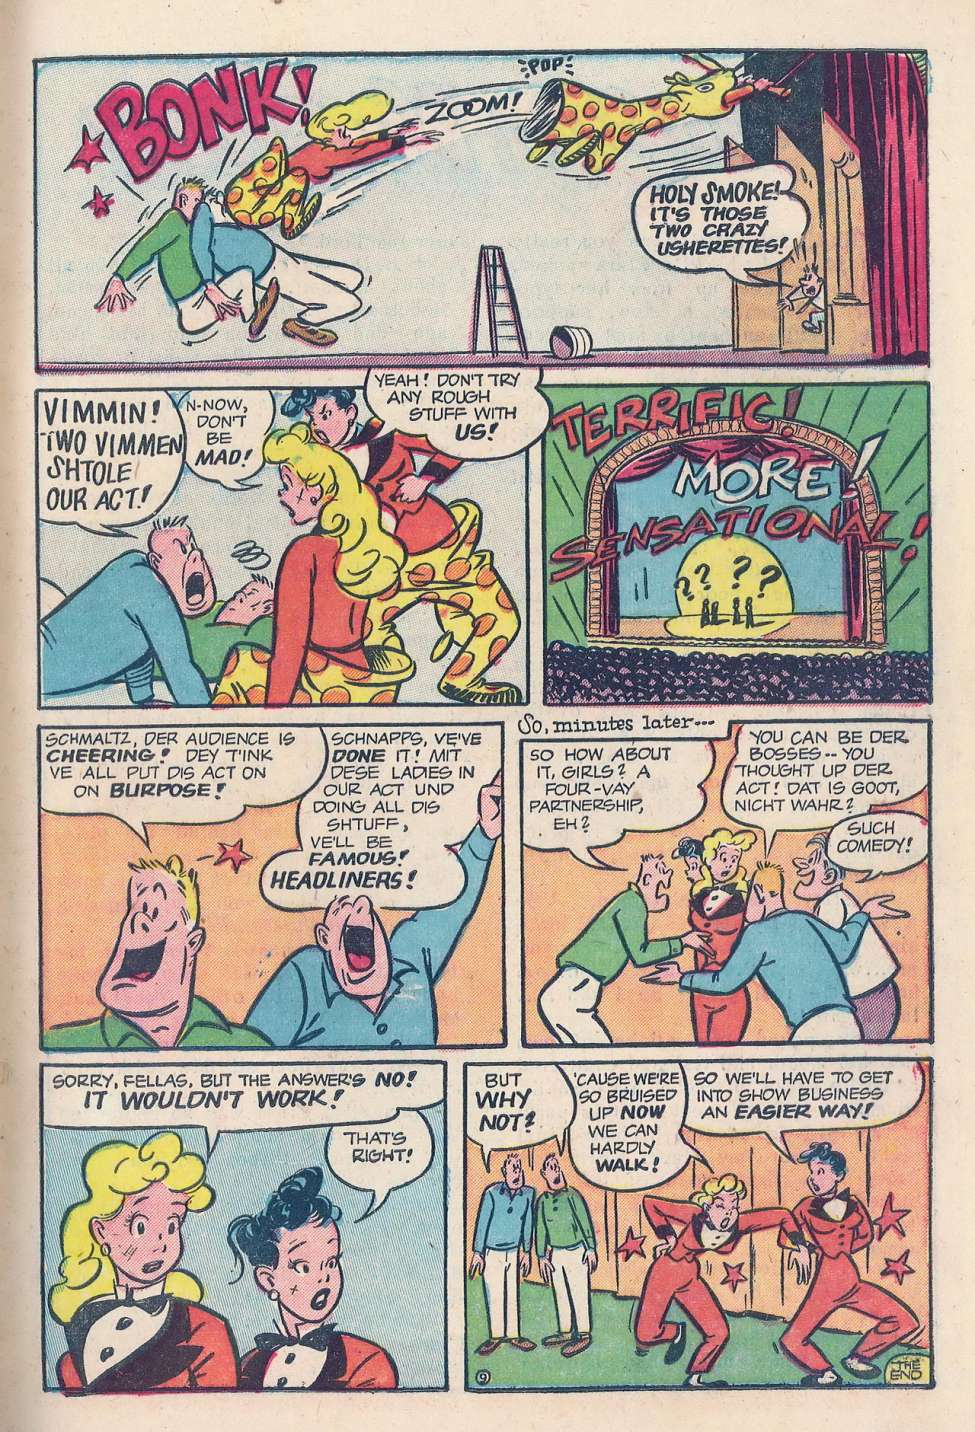 BONK!
ZOOM!
POP
HOLY SMOKE!
IT'S THOSE
TWO CRAZY
USHERETTES!
VIMMIN!
TWO VIMMEN
SHTOLE
OUR ACT!
N-NOW,
DON'T
BE
MAD!
YEAH! DON'T TRY
ANY ROUGH
STUFF WITH
US!
TERRIFIC!
MORE!
SENSATIONAL!
? ? ? ?
SCHMALTZ, DER AUDIENCE IS
CHEERING! DEY T'INK
VE ALL PUT DIS ACT ON
ON BURPOSE!
SCHNAPPS, VE'VE
DONE IT! MIT
DESE LADIES IN
OUR ACT UND
DOING ALL DIS
SHTUFF,
VE'LL BE
FAMOUS!
HEADLINERS!
So, minutes later...
SO HOW ABOUT
IT, GIRLS? A
FOUR-VAY
PARTNERSHIP,
EH?
YOU CAN BE DER
BOSSES -- YOU
THOUGHT UP DER
ACT! DAT IS GOOT,
NICHT WAHR?
SUCH
COMEDY!
SORRY, FELLAS, BUT THE ANSWER'S NO!
IT WOULDN'T WORK!
THAT'S
RIGHT!
BUT
WHY
NOT?
'CAUSE WE'RE
SO BRUISED
UP NOW
WE CAN
HARDLY
WALK!
SO WE'LL HAVE TO GET
INTO SHOW BUSINESS
AN EASIER WAY!
9
THE
END